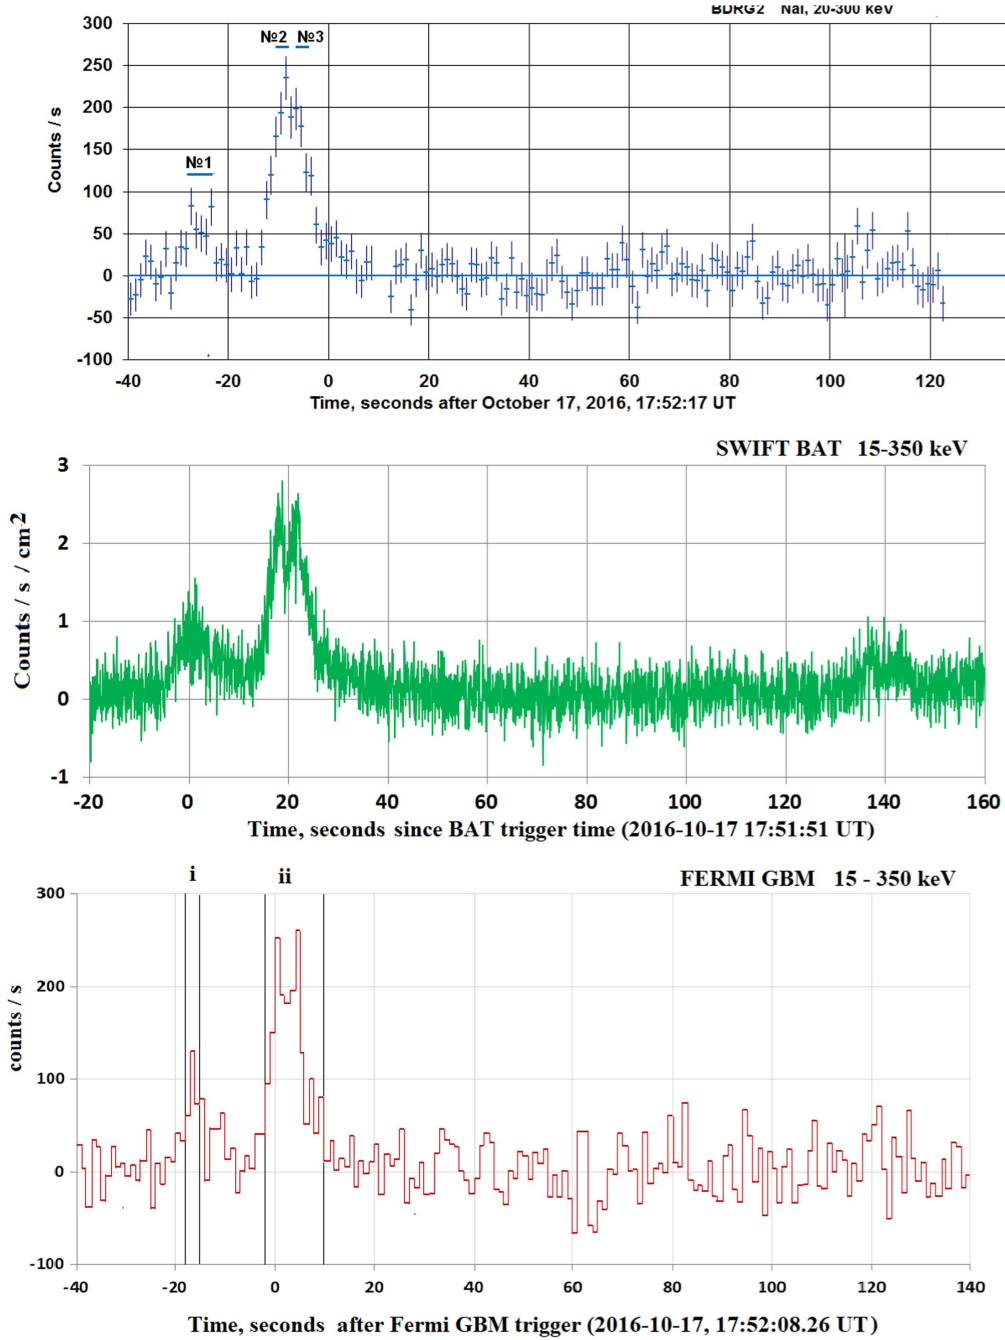 BDRG2 NaI, 20-300 keV
300
№2 №3
250
200
150
№1
100
50
0
-50
-100
Counts / s
-40 -20 0 20 40 60 80 100 120
Time, seconds after October 17, 2016, 17:52:17 UT
SWIFT BAT 15-350 keV
3
2
1
0
-1
Counts / s / cm-2
-20 0 20 40 60 80 100 120 140 160
Time, seconds since BAT trigger time (2016-10-17 17:51:51 UT)
i ii
FERMI GBM 15 - 350 keV
300
200
100
0
-100
counts / s
-40 -20 0 20 40 60 80 100 120 140
Time, seconds after Fermi GBM trigger (2016-10-17, 17:52:08.26 UT)